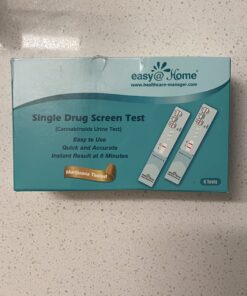 easy@Home®
www.healthcare-manager.com
Single Drug Screen Test
(Cannabinoids Urine Test)
Easy to Use
Quick and Accurate
Instant Result at 5 Minutes
Marijuana Tested